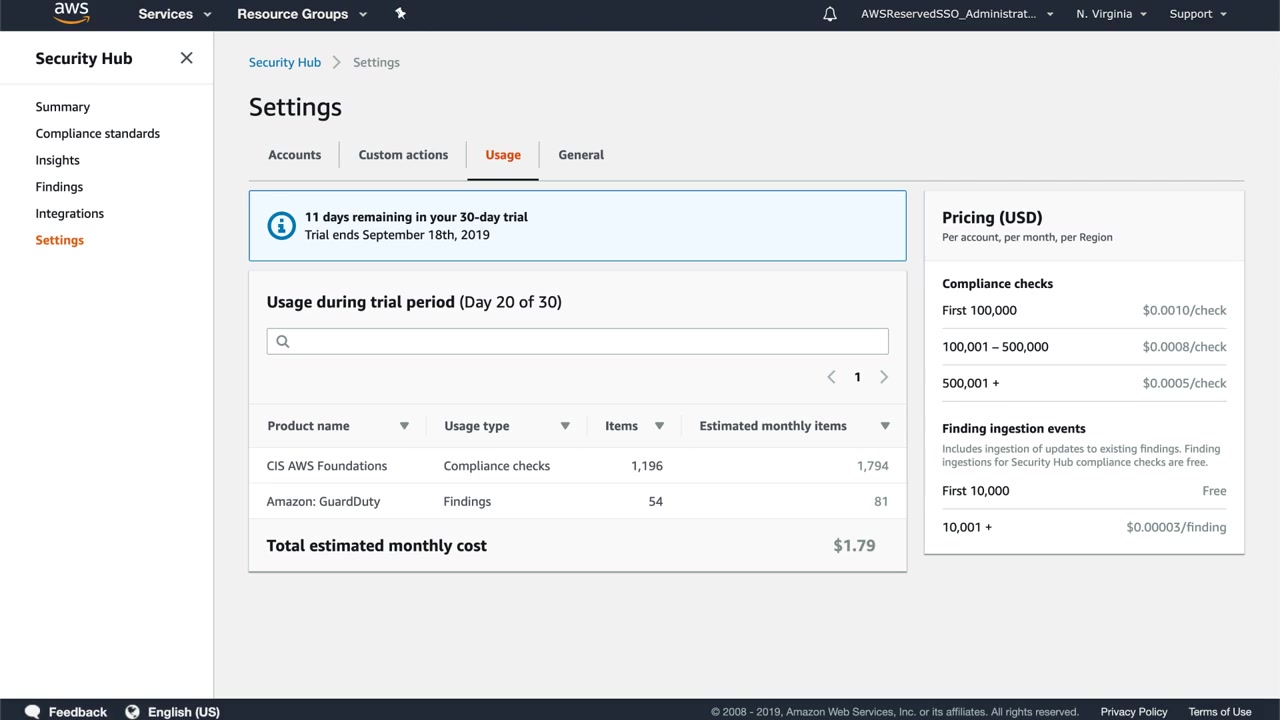 aws
Services
Resource Groups
AWSReservedSSO_Administrat...
N. Virginia
Support
Security Hub
Summary
Compliance standards
Insights
Findings
Integrations
Settings
Security Hub
Settings
Settings
Accounts
Custom actions
Usage
General
11 days remaining in your 30-day trial
Trial ends September 18th, 2019
Usage during trial period (Day 20 of 30)
1
Product name
Usage type
Items
Estimated monthly items
CIS AWS Foundations
Compliance checks
1,196
1,794
Amazon: GuardDuty
Findings
54
81
Total estimated monthly cost
$1.79
Pricing (USD)
Per account, per month, per Region
Compliance checks
First 100,000
$0.0010/check
100,001 – 500,000
$0.0008/check
500,001 +
$0.0005/check
Finding ingestion events
Includes ingestion of updates to existing findings. Finding
ingestions for Security Hub compliance checks are free.
First 10,000
Free
10,001 +
$0.00003/finding
Feedback
English (US)
© 2008 - 2019, Amazon Web Services, Inc. or its affiliates. All rights reserved.
Privacy Policy
Terms of Use